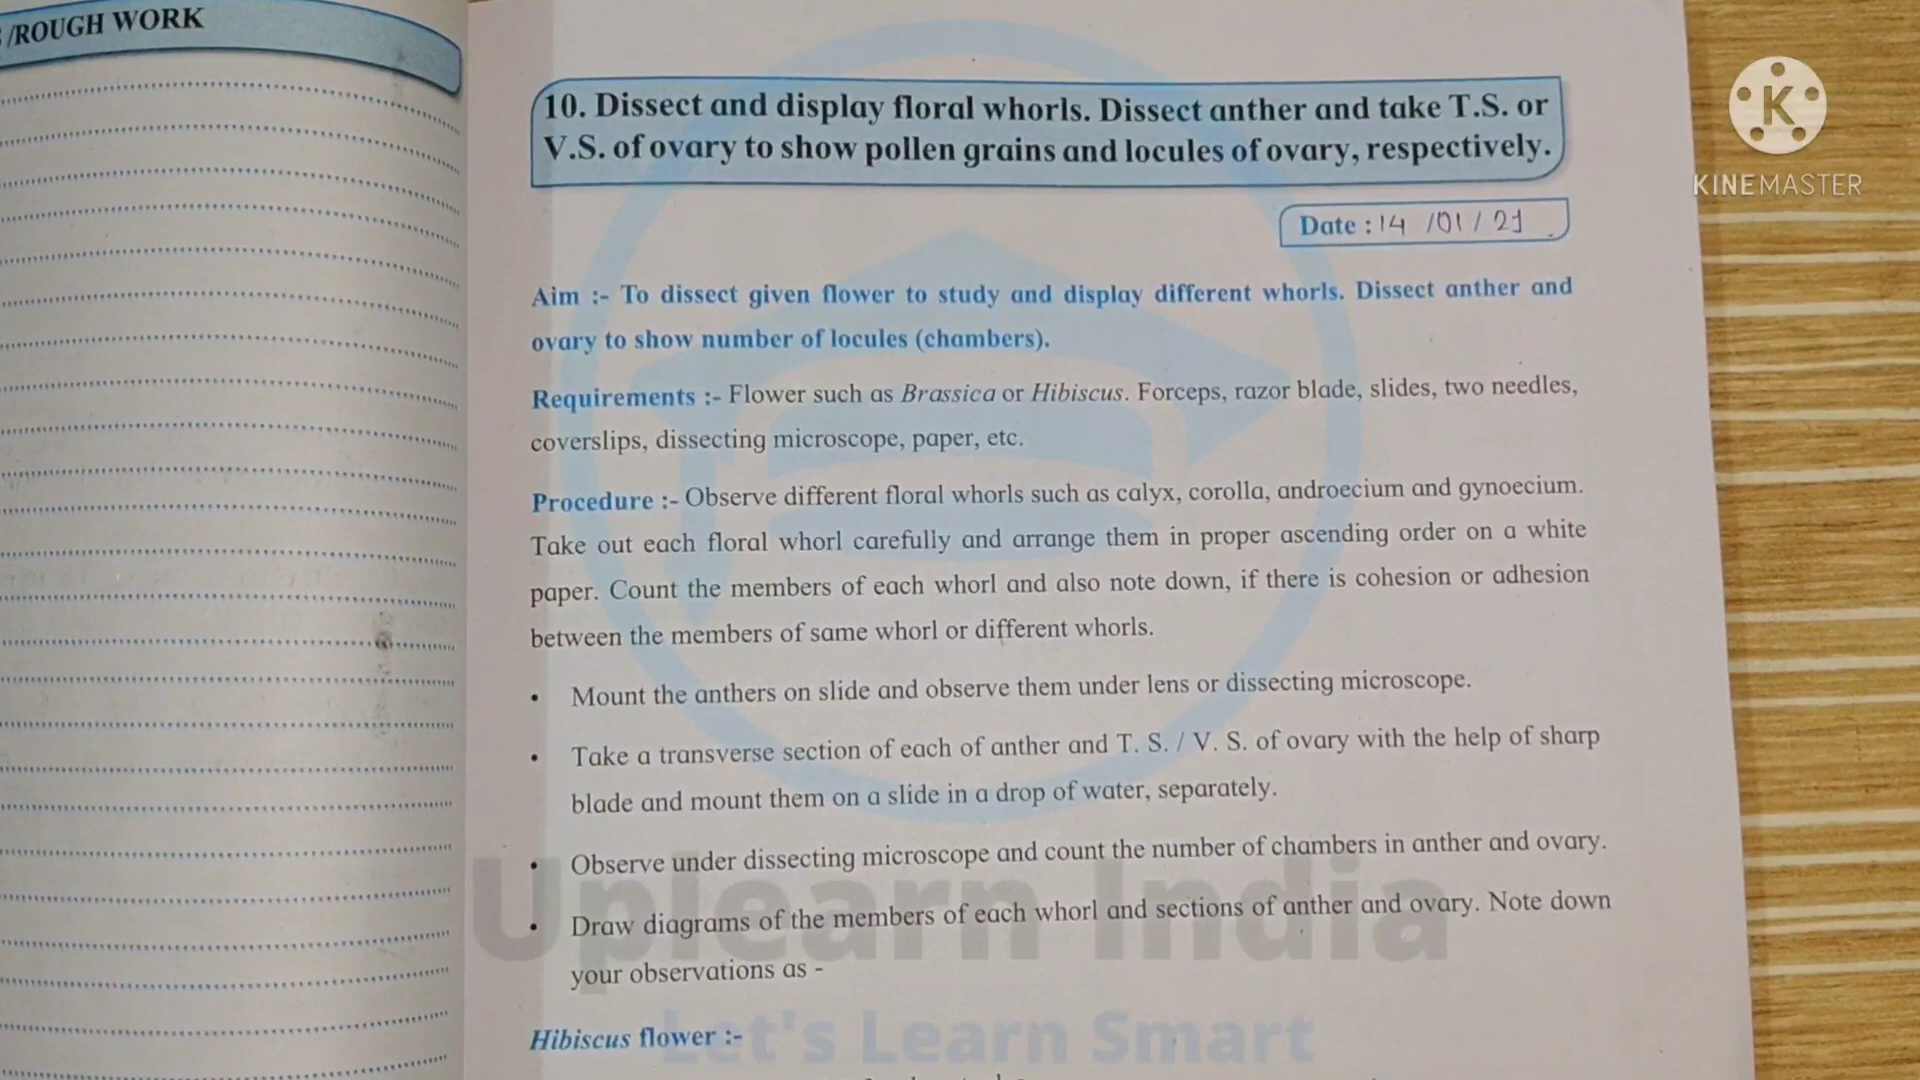 /ROUGH WORK
10. Dissect and display floral whorls. Dissect anther and take T.S. or
V.S. of ovary to show pollen grains and locules of ovary, respectively.
K
KINEMASTER
Date : 14 /01 / 21
Aim :- To dissect given flower to study and display different whorls. Dissect anther and
ovary to show number of locules (chambers).
Requirements :- Flower such as Brassica or Hibiscus. Forceps, razor blade, slides, two needles,
coverslips, dissecting microscope, paper, etc.
Procedure :- Observe different floral whorls such as calyx, corolla, androecium and gynoecium.
Take out each floral whorl carefully and arrange them in proper ascending order on a white
paper. Count the members of each whorl and also note down, if there is cohesion or adhesion
between the members of same whorl or different whorls.
• Mount the anthers on slide and observe them under lens or dissecting microscope.
• Take a transverse section of each of anther and T. S. / V. S. of ovary with the help of sharp
blade and mount them on a slide in a drop of water, separately.
• Observe under dissecting microscope and count the number of chambers in anther and ovary.
• Draw diagrams of the members of each whorl and sections of anther and ovary. Note down
your observations as -
Uplearn India
Let's Learn Smart
Hibiscus flower :-